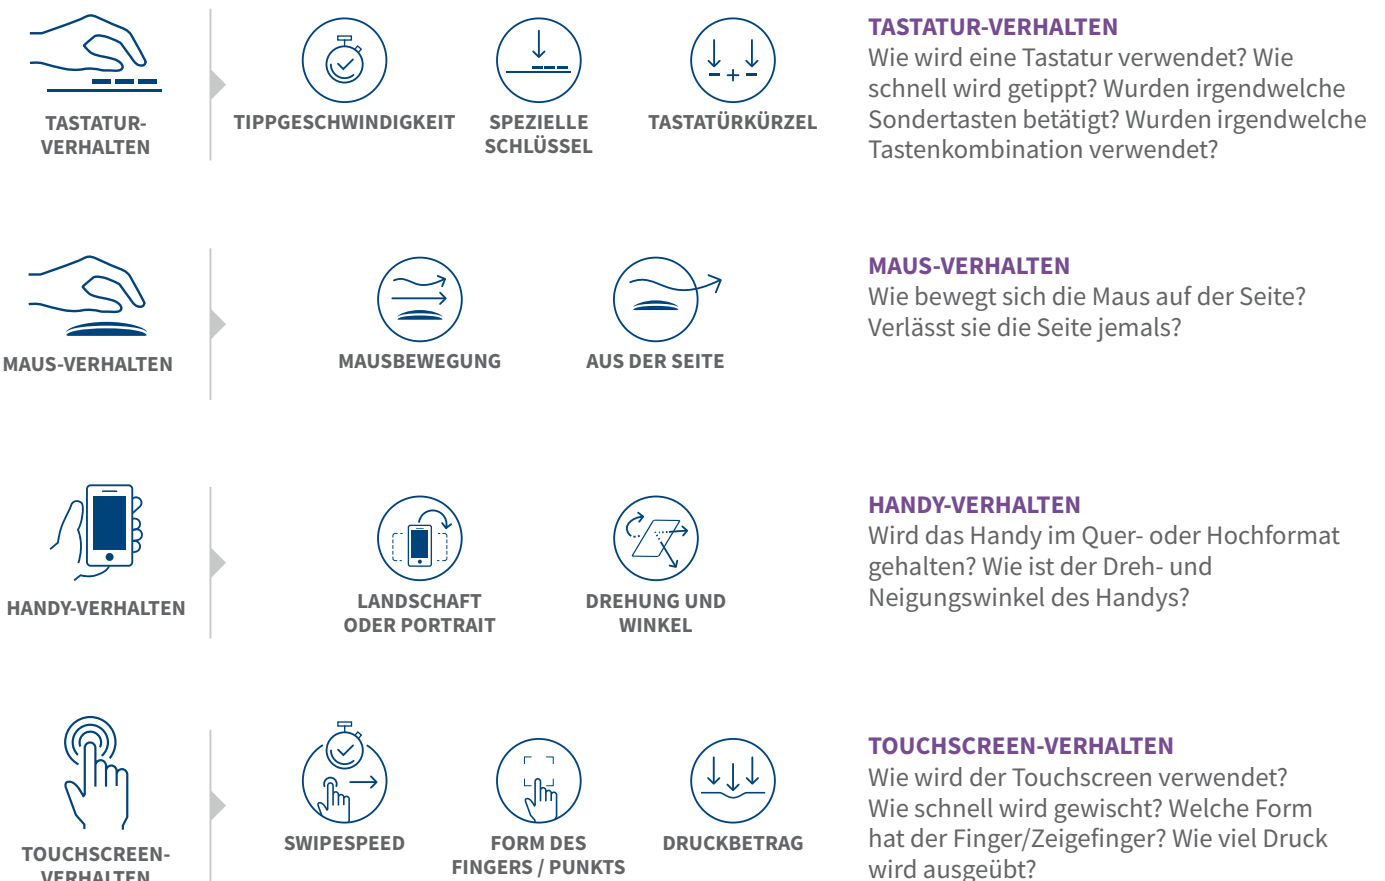 TASTATUR-
VERHALTEN
TIPPGESCHWINDIGKEIT
SPEZIELLE
SCHLÜSSEL
TASTATÜRKÜRZEL
TASTATUR-VERHALTEN
Wie wird eine Tastatur verwendet? Wie
schnell wird getippt? Wurden irgendwelche
Sondertasten betätigt? Wurden irgendwelche
Tastenkombination verwendet?
MAUS-VERHALTEN
MAUSBEWEGUNG
AUS DER SEITE
MAUS-VERHALTEN
Wie bewegt sich die Maus auf der Seite?
Verlässt sie die Seite jemals?
HANDY-VERHALTEN
LANDSCHAFT
ODER PORTRAIT
DREHUNG UND
WINKEL
HANDY-VERHALTEN
Wird das Handy im Quer- oder Hochformat
gehalten? Wie ist der Dreh- und
Neigungswinkel des Handys?
TOUCHSCREEN-
VERHALTEN
SWIPESPEED
FORM DES
FINGERS / PUNKTS
DRUCKBETRAG
TOUCHSCREEN-VERHALTEN
Wie wird der Touchscreen verwendet?
Wie schnell wird gewischt? Welche Form
hat der Finger/Zeigefinger? Wie viel Druck
wird ausgeübt?